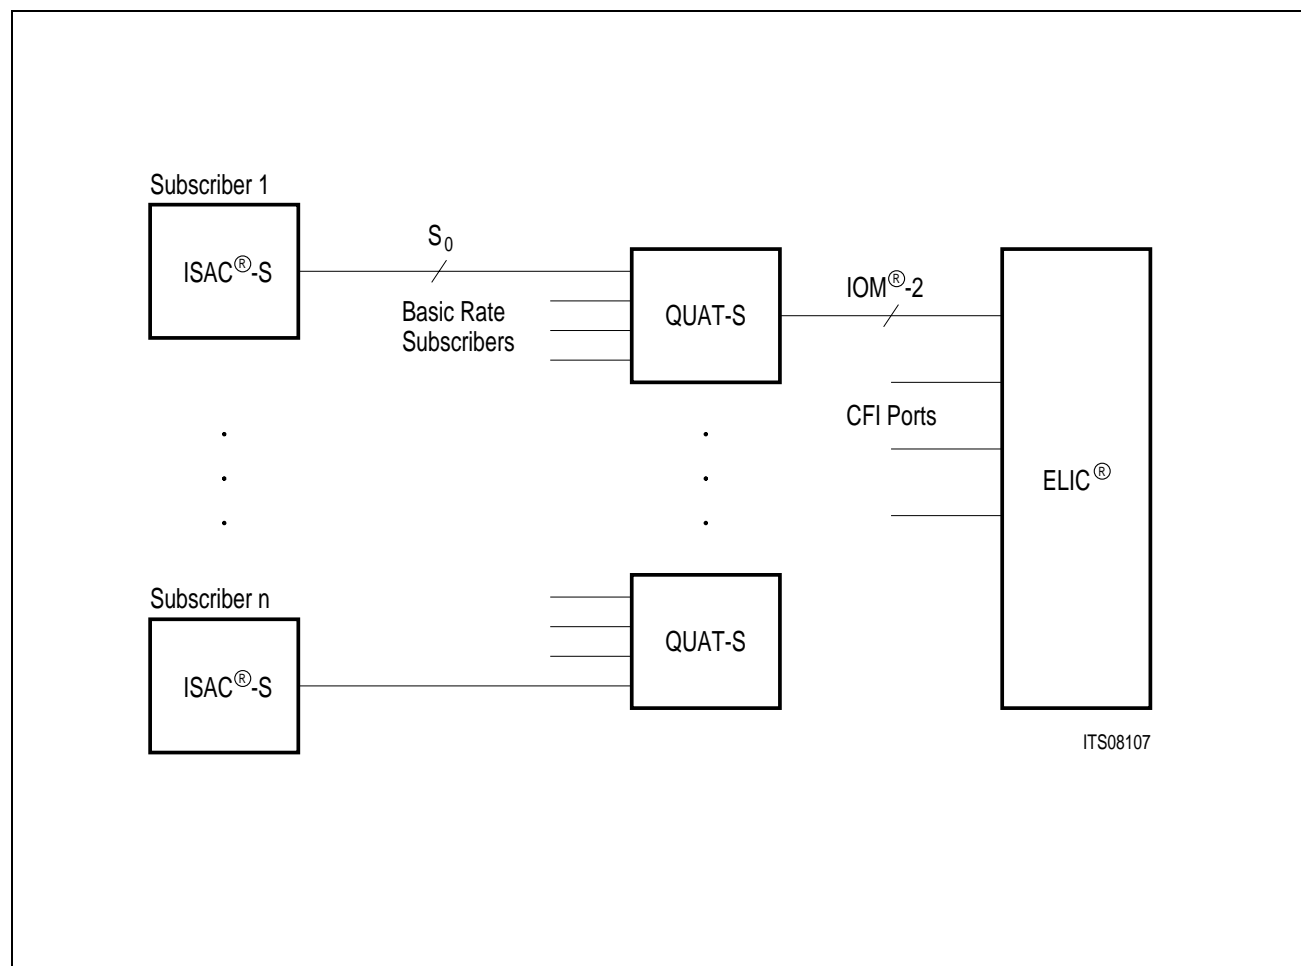 Subscriber 1
ISAC®-S
S0
Basic Rate
Subscribers
QUAT-S
IOM®-2
CFI Ports
ELIC®
Subscriber n
ISAC®-S
QUAT-S
ITS08107